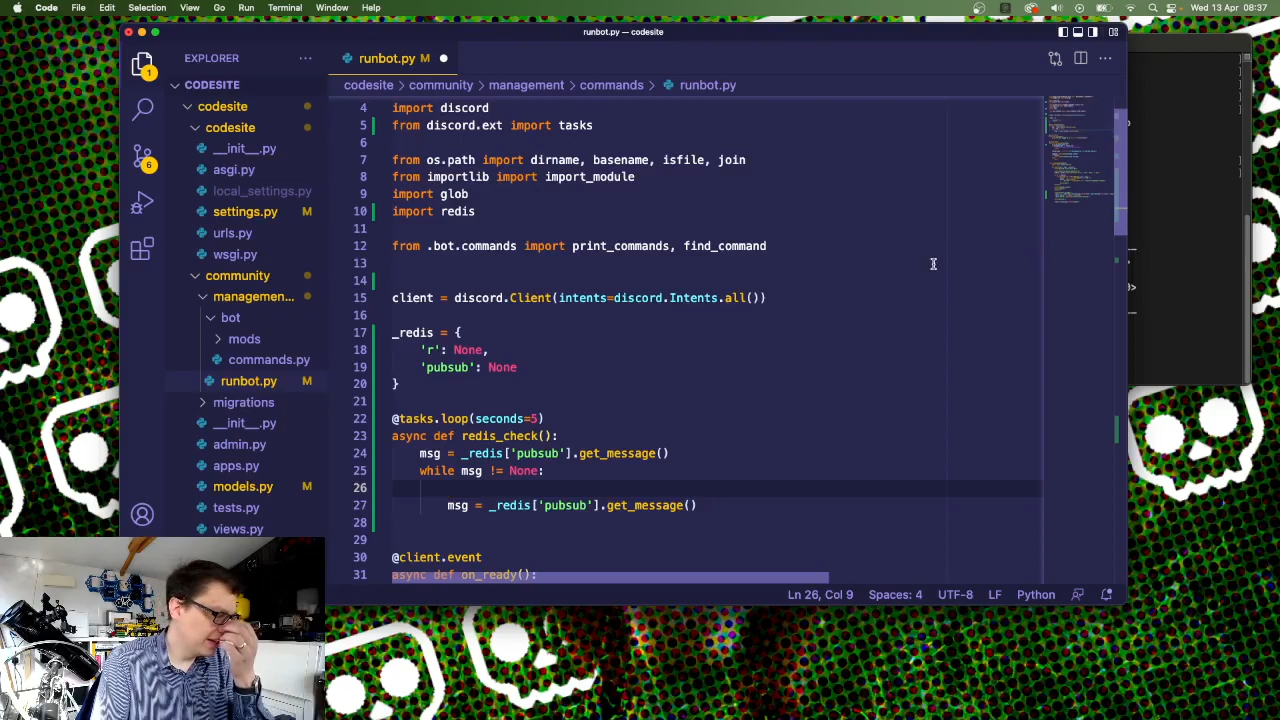 Code File Edit Selection View Go Run Terminal Window Help Wed 13 Apr 08:37
runbot.py — codesite
EXPLORER
CODESITE
codesite
codesite
__init__.py
asgi.py
local_settings.py
settings.py M
urls.py
wsgi.py
community
managemen...
bot
mods
commands.py
runbot.py M
migrations
__init__.py
admin.py
apps.py
models.py M
tests.py
views.py
1
6
runbot.py M
codesite > community > management > commands > runbot.py
4 import discord
5 from discord.ext import tasks
6
7 from os.path import dirname, basename, isfile, join
8 from importlib import import_module
9 import glob
10 import redis
11
12 from .bot.commands import print_commands, find_command
13
14
15 client = discord.Client(intents=discord.Intents.all())
16
17 _redis = {
18 'r': None,
19 'pubsub': None
20 }
21
22 @tasks.loop(seconds=5)
23 async def redis_check():
24 msg = _redis['pubsub'].get_message()
25 while msg != None:
26
27 msg = _redis['pubsub'].get_message()
28
29
30 @client.event
31 async def on_ready():
Ln 26, Col 9 Spaces: 4 UTF-8 LF Python